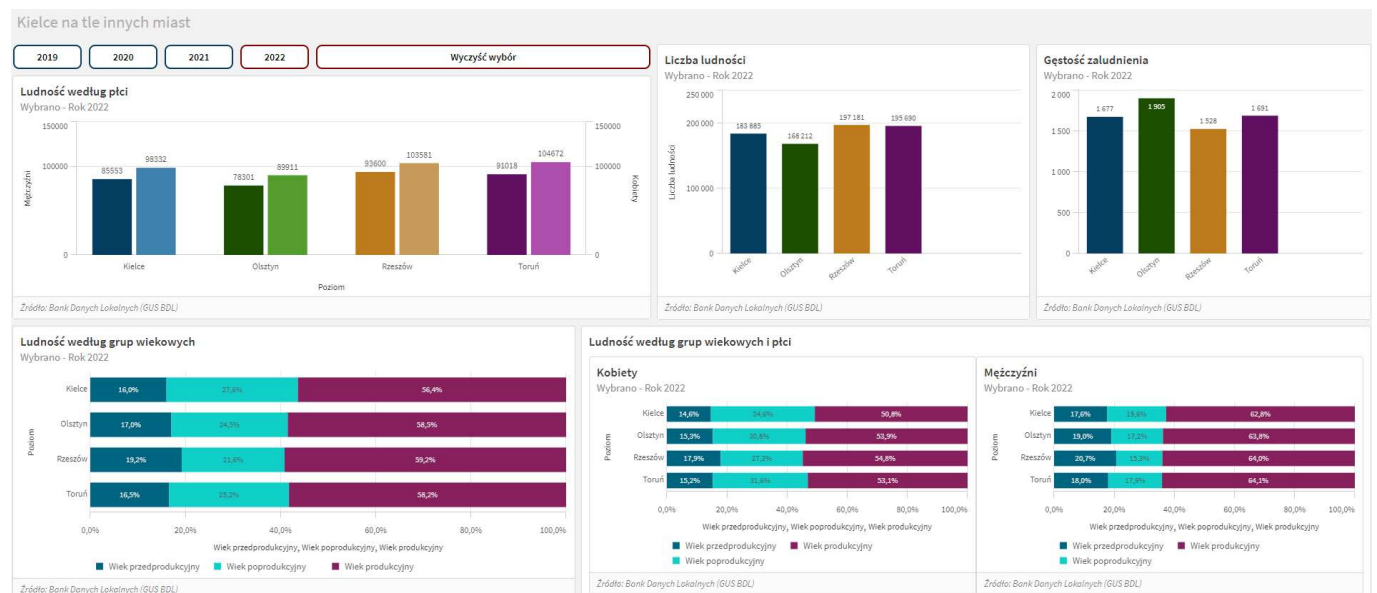 Kielce na tle innych miast
2019
2020
2021
2022
Wyczyść wybór
Ludność według płci
Wybrano - Rok 2022
150000
100000
0
Mężczyźni
85553
98332
78301
89911
93600
103581
91018
104672
150000
100000
0
Kobiety
Kielce
Olsztyn
Rzeszów
Toruń
Poziom
Źródło: Bank Danych Lokalnych (GUS BDL)
Liczba ludności
Wybrano - Rok 2022
250 000
200 000
100 000
0
Liczba ludności
183 885
168 212
197 181
195 690
Kielce
Olsztyn
Rzeszów
Toruń
Źródło: Bank Danych Lokalnych (GUS BDL)
Gęstość zaludnienia
Wybrano - Rok 2022
2 000
1 500
1 000
500
0
1 677
1 905
1 528
1 691
Kielce
Olsztyn
Rzeszów
Toruń
Źródło: Bank Danych Lokalnych (GUS BDL)
Ludność według grup wiekowych
Wybrano - Rok 2022
Poziom
Kielce 16,0% 27,6% 56,4%
Olsztyn 17,0% 24,5% 58,5%
Rzeszów 19,2% 21,6% 59,2%
Toruń 16,5% 25,2% 58,2%
0,0% 20,0% 40,0% 60,0% 80,0% 100,0%
Wiek przedprodukcyjny, Wiek poprodukcyjny, Wiek produkcyjny
Wiek przedprodukcyjny Wiek poprodukcyjny Wiek produkcyjny
Źródło: Bank Danych Lokalnych (GUS BDL)
Ludność według grup wiekowych i płci
Kobiety
Wybrano - Rok 2022
Poziom
Kielce 14,6% 34,6% 50,8%
Olsztyn 15,3% 30,8% 53,9%
Rzeszów 17,9% 27,2% 54,8%
Toruń 15,2% 31,6% 53,1%
0,0% 20,0% 40,0% 60,0% 80,0% 100,0%
Wiek przedprodukcyjny, Wiek poprodukcyjny, Wiek produkcyjny
Wiek przedprodukcyjny Wiek produkcyjny
Wiek poprodukcyjny
Źródło: Bank Danych Lokalnych (GUS BDL)
Mężczyźni
Wybrano - Rok 2022
Poziom
Kielce 17,6% 19,6% 62,8%
Olsztyn 19,0% 17,2% 63,8%
Rzeszów 20,7% 15,3% 64,0%
Toruń 18,0% 17,9% 64,1%
0,0% 20,0% 40,0% 60,0% 80,0% 100,0%
Wiek przedprodukcyjny, Wiek poprodukcyjny, Wiek produkcyjny
Wiek przedprodukcyjny Wiek produkcyjny
Wiek poprodukcyjny
Źródło: Bank Danych Lokalnych (GUS BDL)